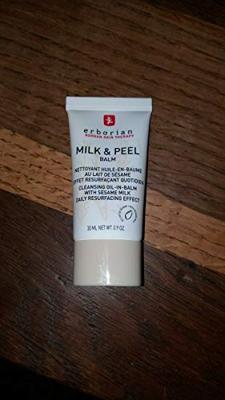 erborian
KOREAN SKIN THERAPY
MILK & PEEL
BALM
NETTOYANT HUILE-EN-BAUME
AU LAIT DE SÉSAME
EFFET RESURFAÇANT QUOTIDIEN
CLEANSING OIL-IN-BALM
WITH SESAME MILK
DAILY RESURFACING EFFECT
30 ML NET WT. 0.9 OZ